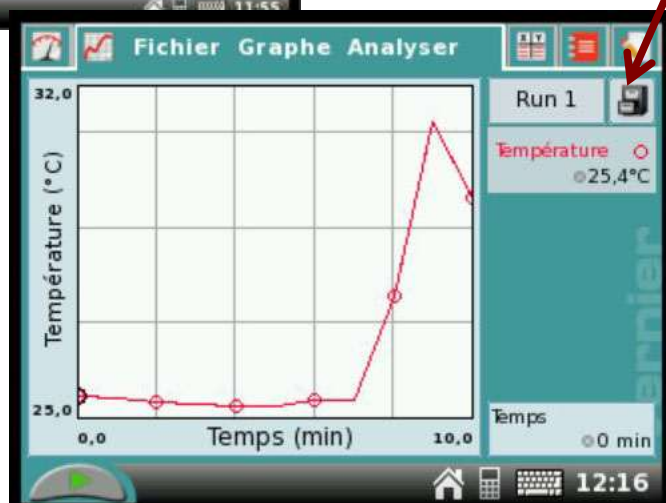 11:55
Fichier Graphe Analyser
X Y
32,0
Température (°C)
25,0
0,0
Temps (min)
10,0
Run 1
Température
25,4°C
Temps
0 min
12:16